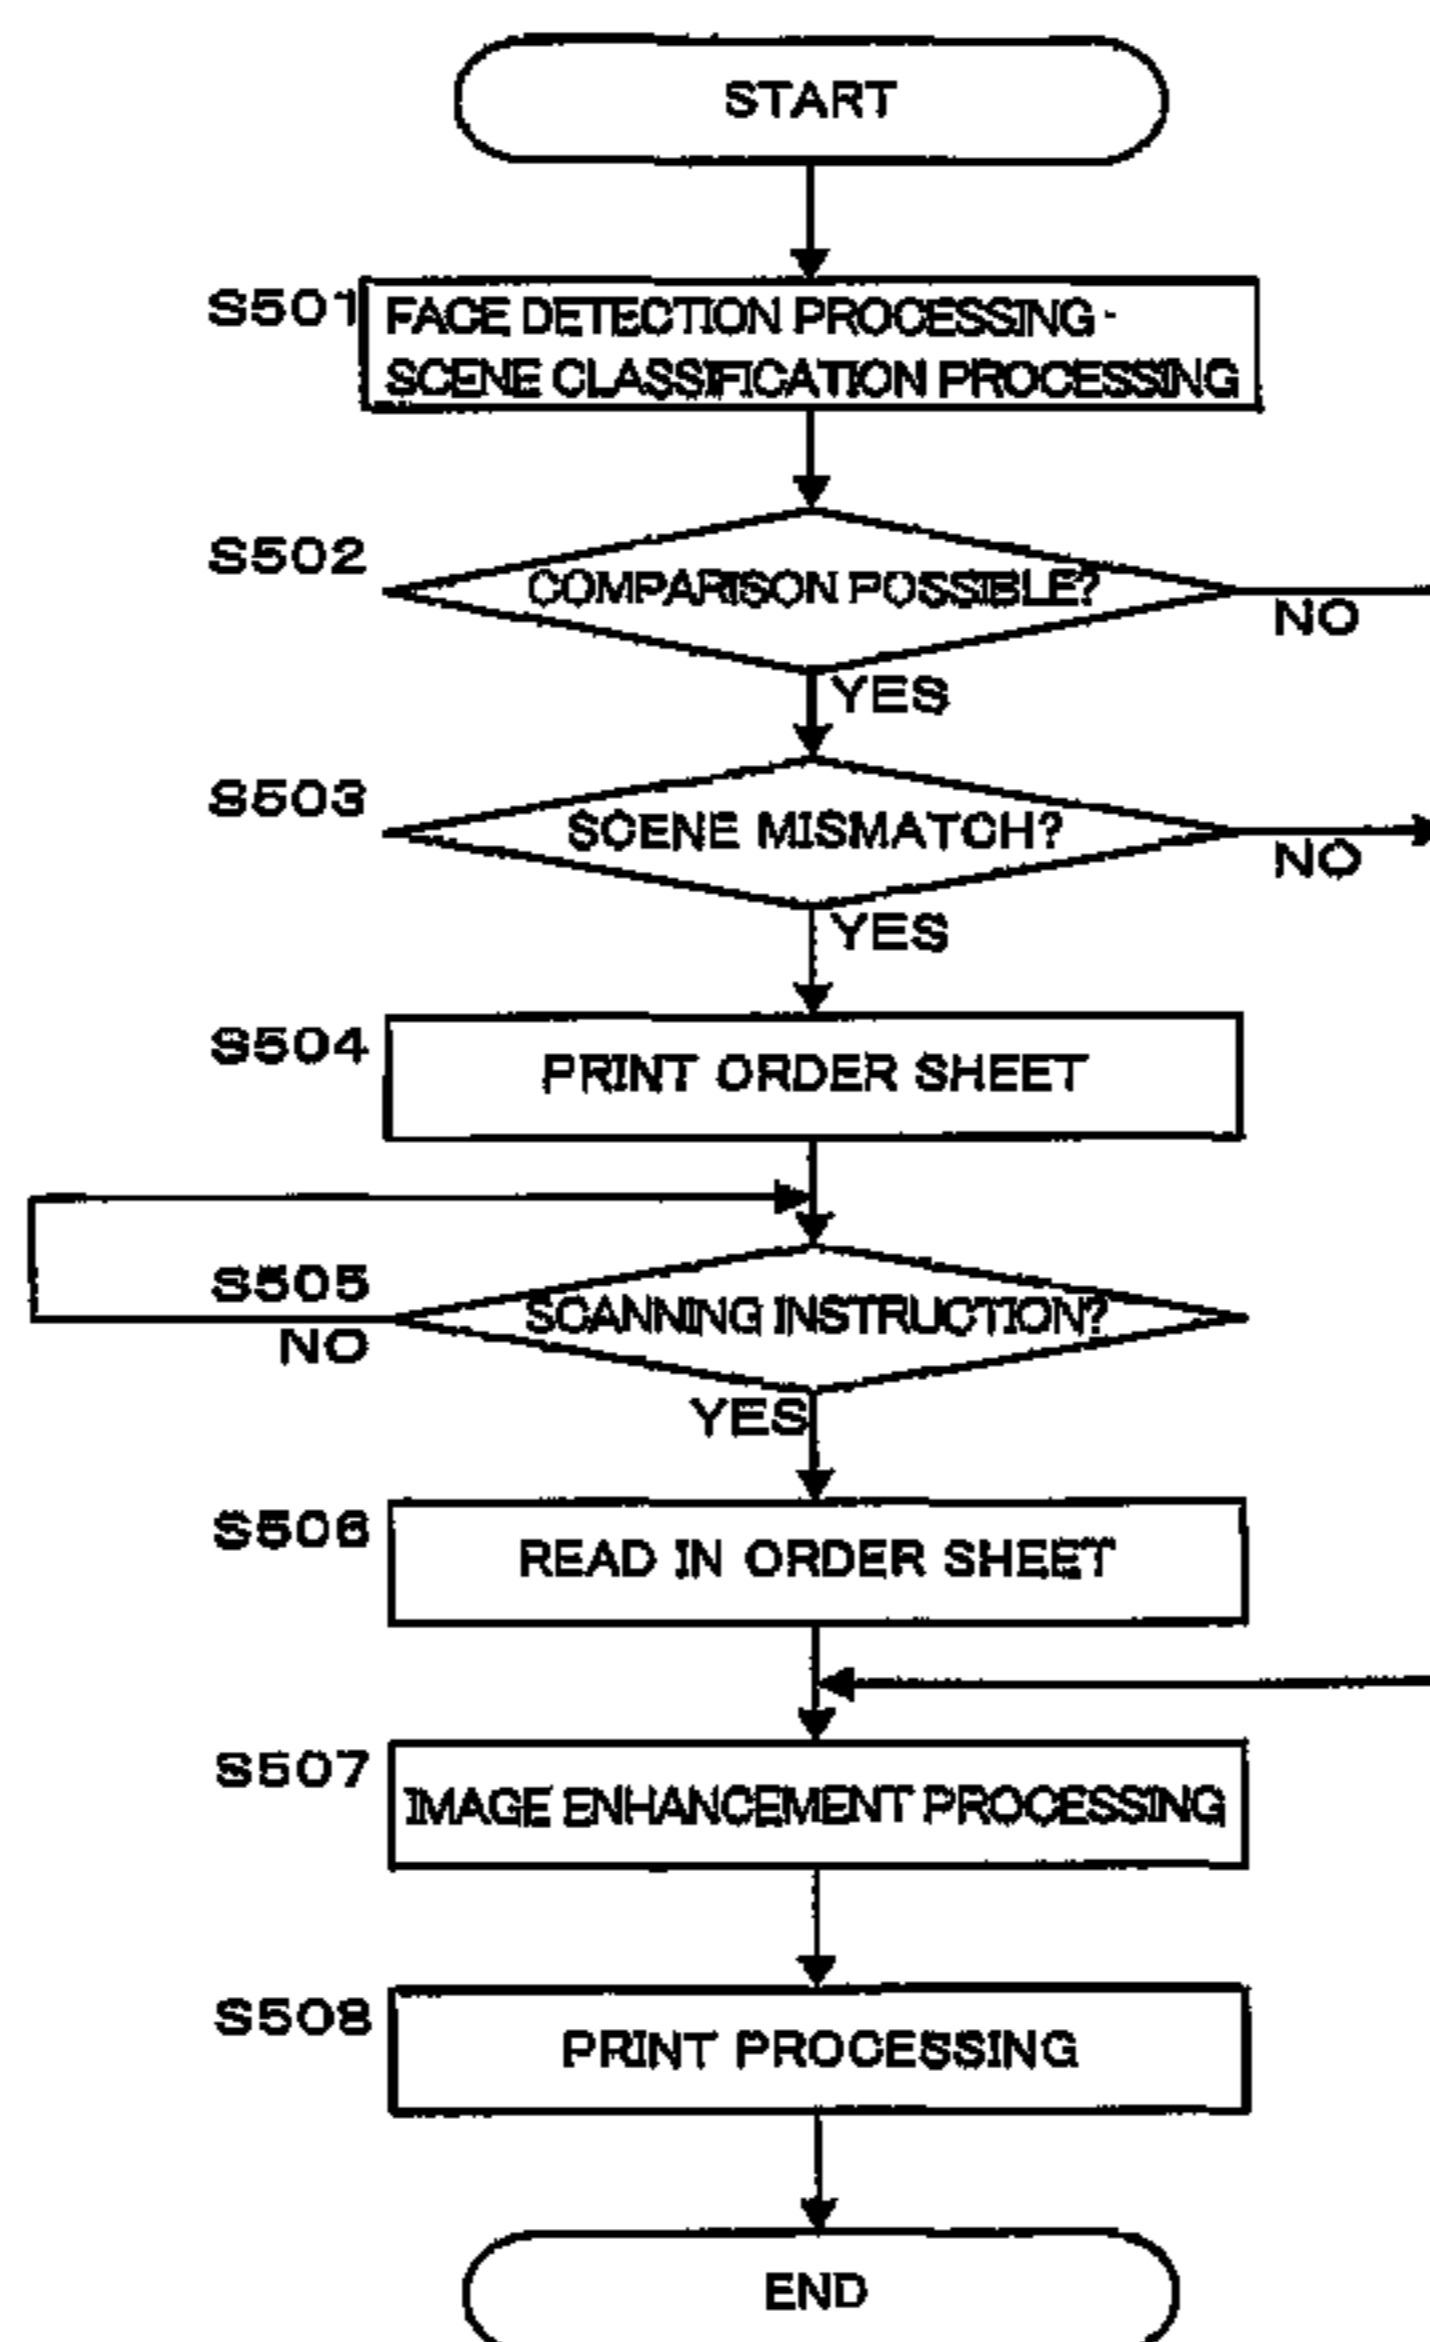 START
S501
FACE DETECTION PROCESSING·
SCENE CLASSIFICATION PROCESSING
S502
COMPARISON POSSIBLE?
NO
YES
S503
SCENE MISMATCH?
NO
YES
S504
PRINT ORDER SHEET
S505
SCANNING INSTRUCTION?
NO
YES
S506
READ IN ORDER SHEET
S507
IMAGE ENHANCEMENT PROCESSING
S508
PRINT PROCESSING
END